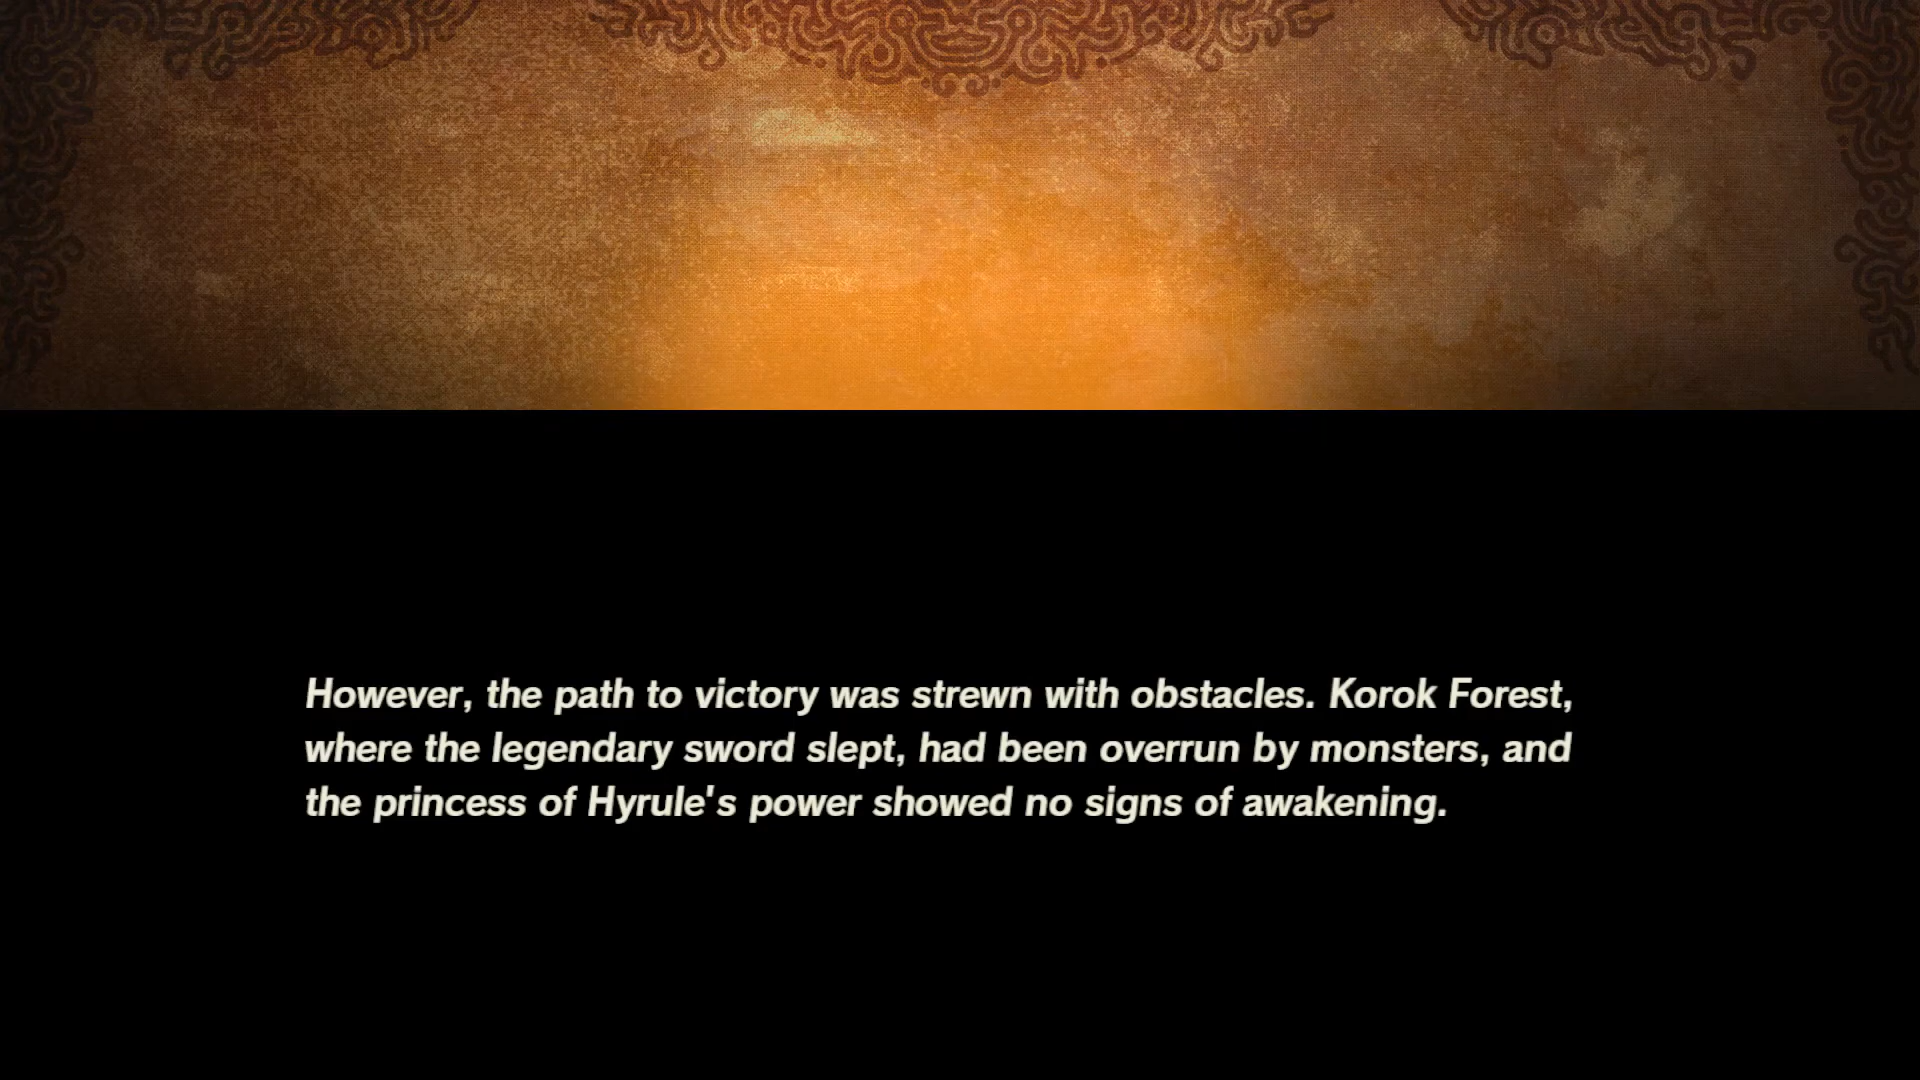 However, the path to victory was strewn with obstacles. Korok Forest,
where the legendary sword slept, had been overrun by monsters, and
the princess of Hyrule's power showed no signs of awakening.